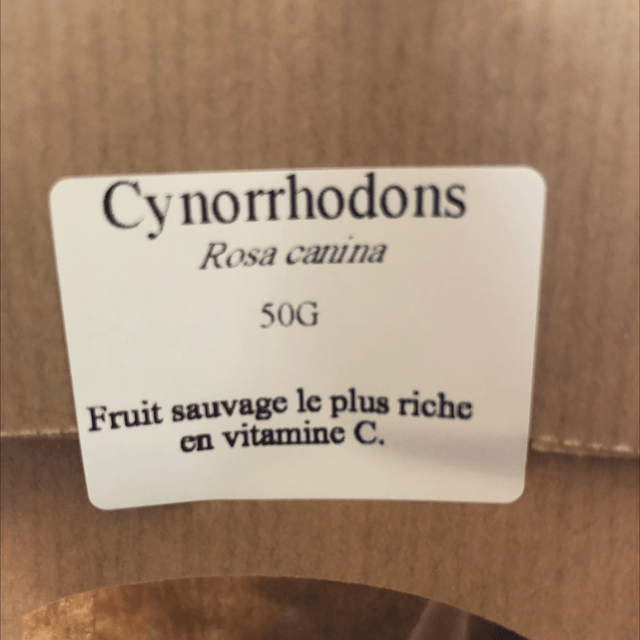 Cynorrhodons
Rosa canina
50G
Fruit sauvage le plus riche
en vitamine C.